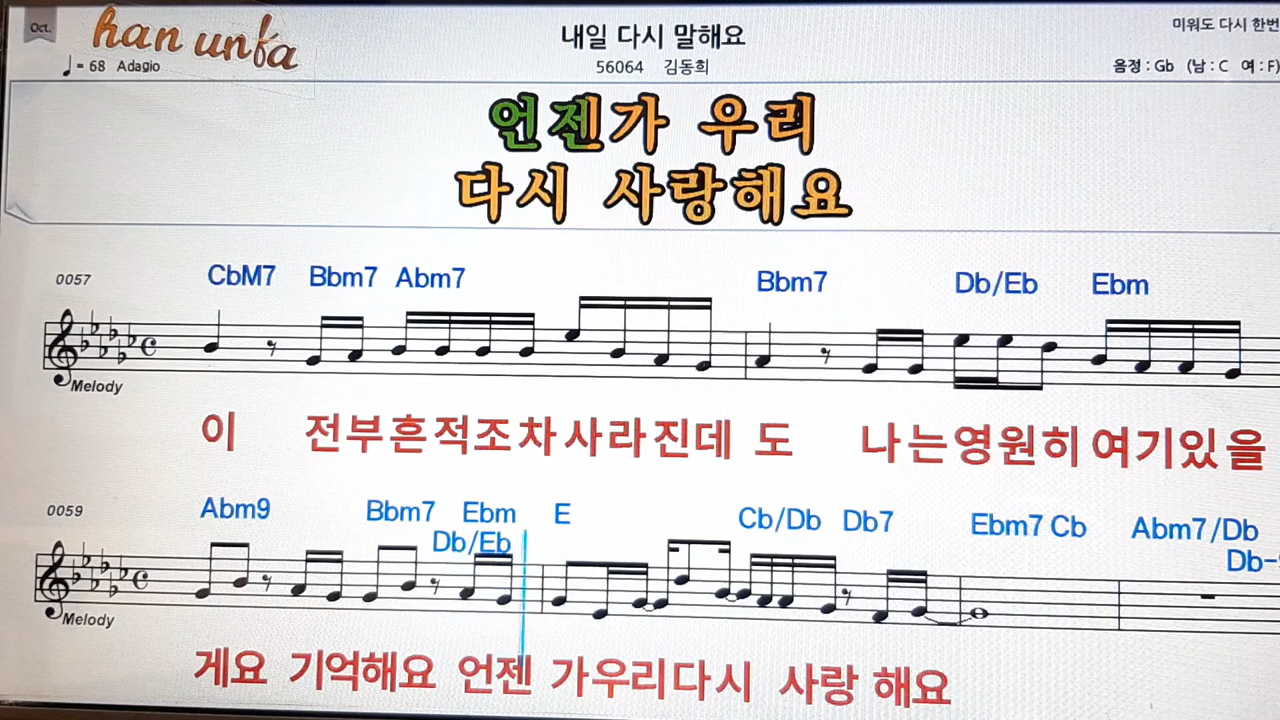 Oct.
han unfa
내일 다시 말해요
미워도 다시 한번
= 68 Adagio
56064 김동희
음정 : Gb (남 : C 여 : F)
언젠가 우리
다시 사랑해요
0057
CbM7 Bbm7 Abm7 Bbm7 Db/Eb Ebm
Melody
이 전부흔적조차사라진데 도 나는영원히 여기있을
0059
Abm9 Bbm7 Ebm E Cb/Db Db7 Ebm7 Cb Abm7/Db
Db/Eb
Melody
게요 기억해요 언젠 가우리다시 사랑 해요